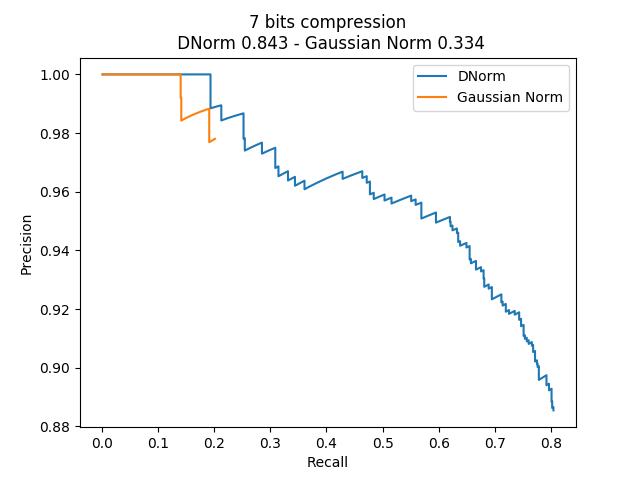 7 bits compression
DNorm 0.843 - Gaussian Norm 0.334
DNorm
Gaussian Norm
1.00
0.98
0.96
0.94
0.92
0.90
0.88
Precision
0.0 0.1 0.2 0.3 0.4 0.5 0.6 0.7 0.8
Recall